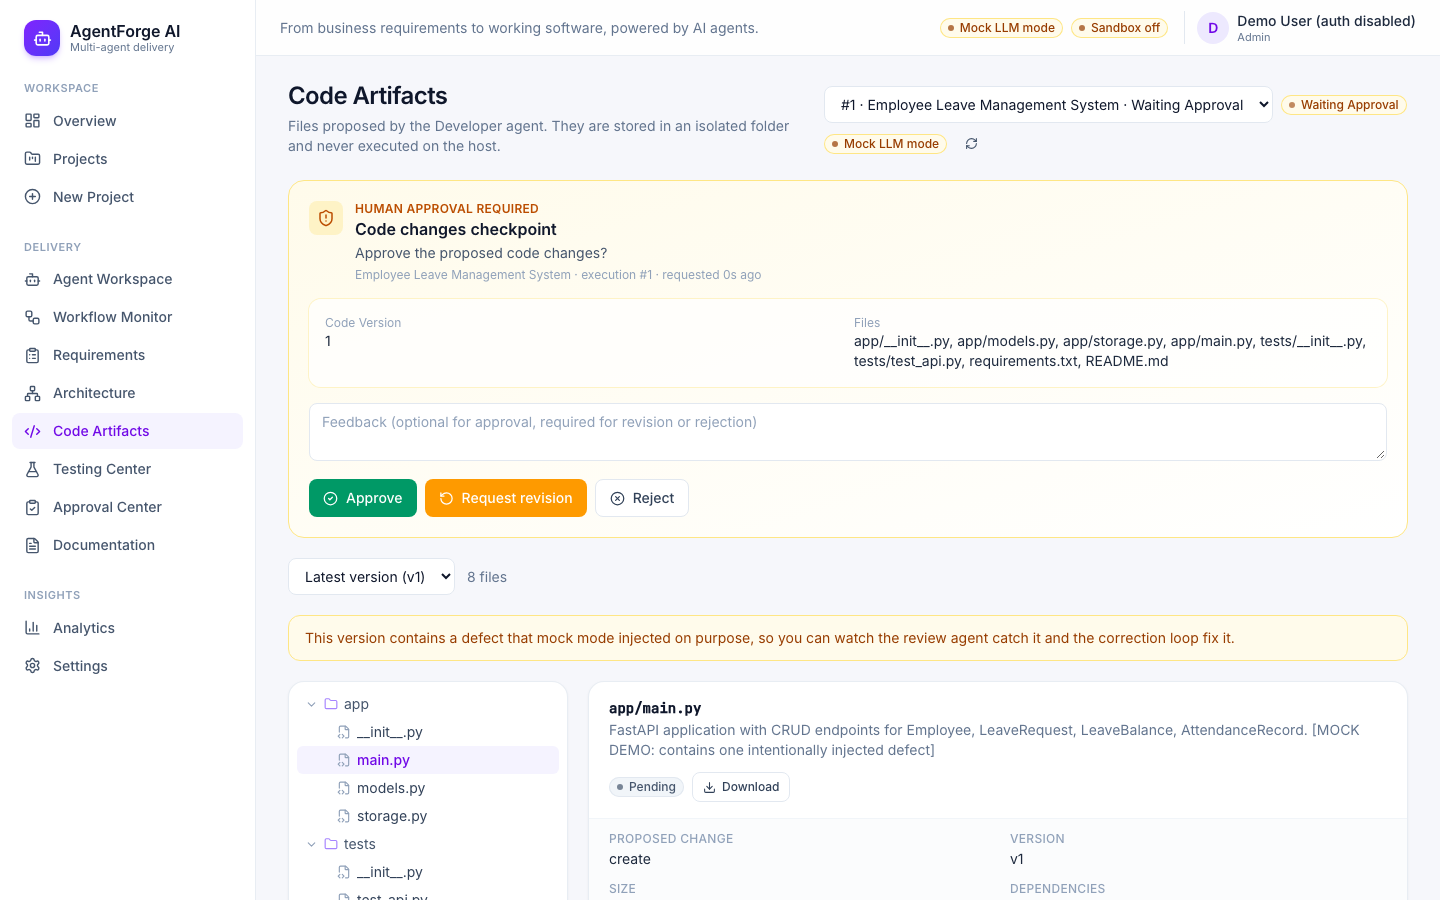 AgentForge AI
Multi-agent delivery
WORKSPACE
Overview
Projects
New Project
DELIVERY
Agent Workspace
Workflow Monitor
Requirements
Architecture
Code Artifacts
Testing Center
Approval Center
Documentation
INSIGHTS
Analytics
Settings
From business requirements to working software, powered by AI agents.
Mock LLM mode
Sandbox off
D
Demo User (auth disabled)
Admin
Code Artifacts
Files proposed by the Developer agent. They are stored in an isolated folder
and never executed on the host.
#1 · Employee Leave Management System · Waiting Approval
Waiting Approval
Mock LLM mode
HUMAN APPROVAL REQUIRED
Code changes checkpoint
Approve the proposed code changes?
Employee Leave Management System · execution #1 · requested 0s ago
Code Version
1
Files
app/__init__.py, app/models.py, app/storage.py, app/main.py, tests/__init__.py,
tests/test_api.py, requirements.txt, README.md
Feedback (optional for approval, required for revision or rejection)
Approve
Request revision
Reject
Latest version (v1)
8 files
This version contains a defect that mock mode injected on purpose, so you can watch the review agent catch it and the correction loop fix it.
app
__init__.py
main.py
models.py
storage.py
tests
__init__.py
test_api.py
app/main.py
FastAPI application with CRUD endpoints for Employee, LeaveRequest, LeaveBalance, AttendanceRecord. [MOCK
DEMO: contains one intentionally injected defect]
Pending
Download
PROPOSED CHANGE
create
VERSION
v1
SIZE
DEPENDENCIES